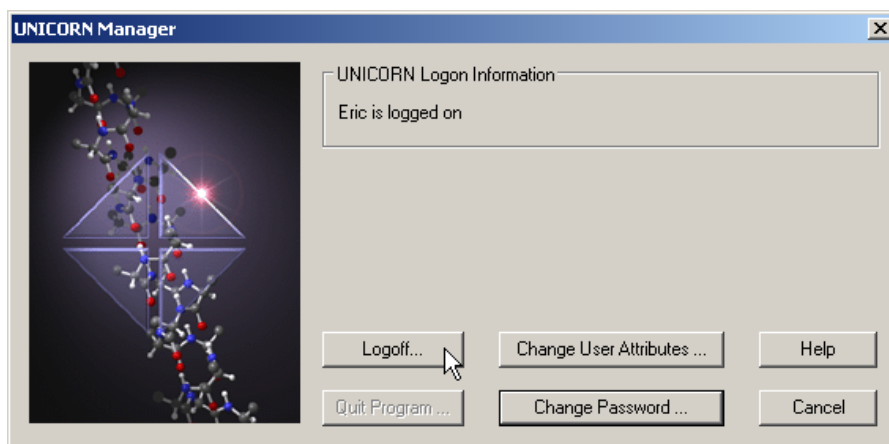 UNICORN Manager
UNICORN Logon Information
Eric is logged on
Logoff...
Change User Attributes ...
Help
Quit Program ...
Change Password ...
Cancel